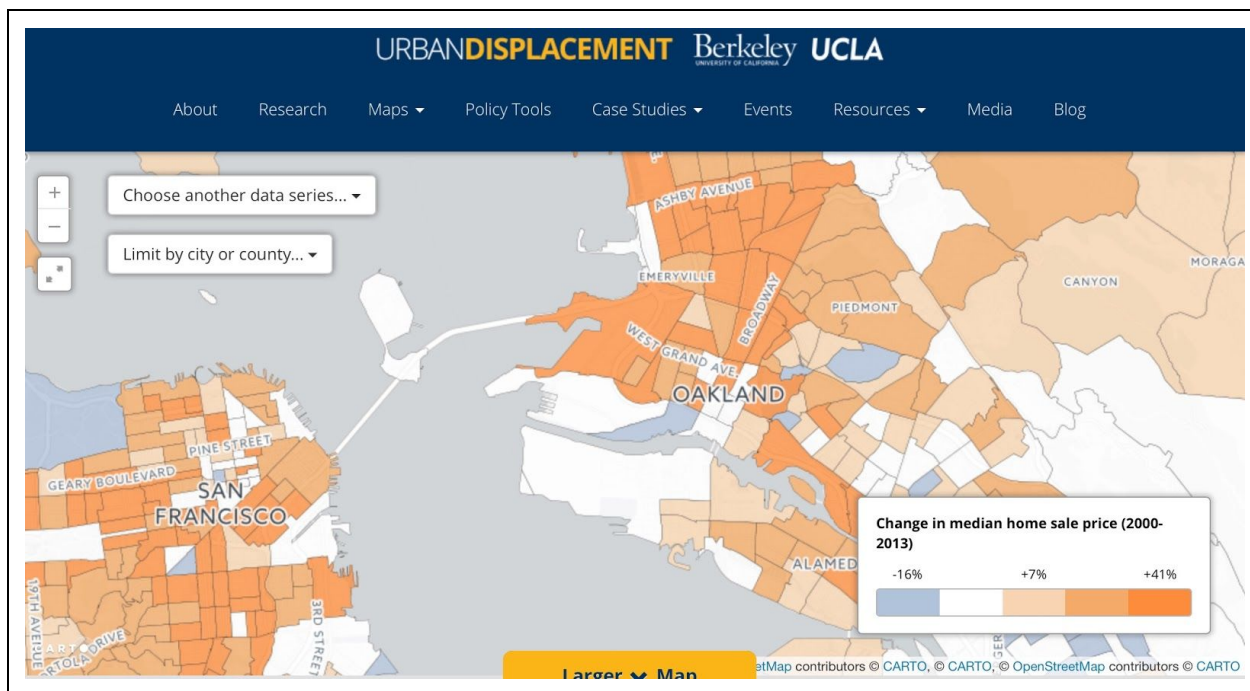 URBANDISPLACEMENT Berkeley UCLA
UNIVERSITY OF CALIFORNIA
About Research Maps Policy Tools Case Studies Events Resources Media Blog
+
Choose another data series...
−
Limit by city or county...
ASHBY AVENUE
EMERYVILLE
MORAGA
CANYON
PIEDMONT
BROADWAY
WEST GRAND AVE.
OAKLAND
PINE STREET
GEARY BOULEVARD
SAN
FRANCISCO
ALAMED
19TH AVENUE
3RD STREET
Change in median home sale price (2000-
2013)
-16% +7% +41%
ORTOLA DRIVE
Larger Map
etMap contributors © CARTO, © CARTO, © OpenStreetMap contributors © CARTO